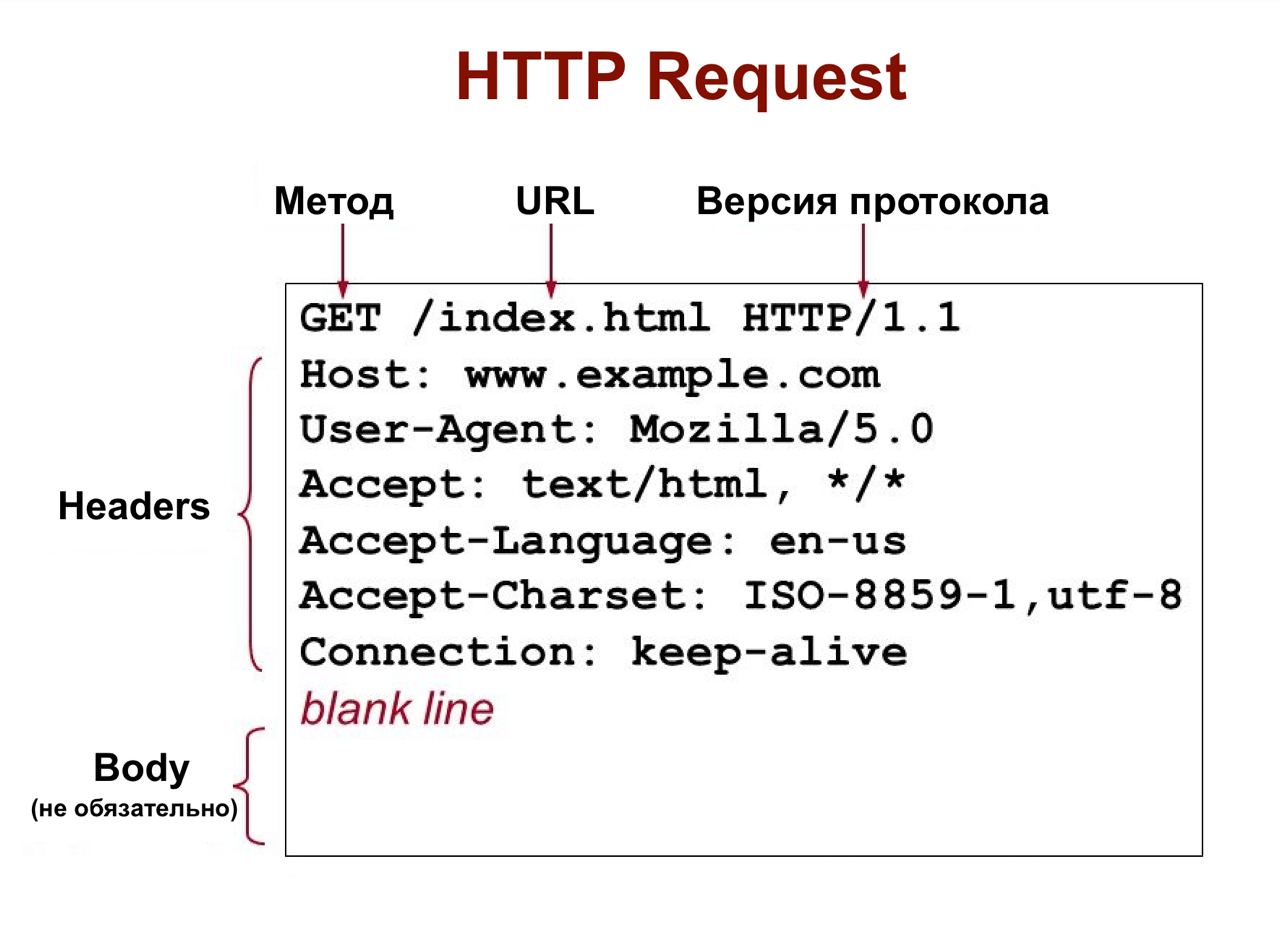 HTTP Request
Метод URL Версия протокола
GET /index.html HTTP/1.1
Host: www.example.com
User-Agent: Mozilla/5.0
Accept: text/html, */*
Accept-Language: en-us
Accept-Charset: ISO-8859-1,utf-8
Connection: keep-alive
blank line
Headers
Body
(не обязательно)